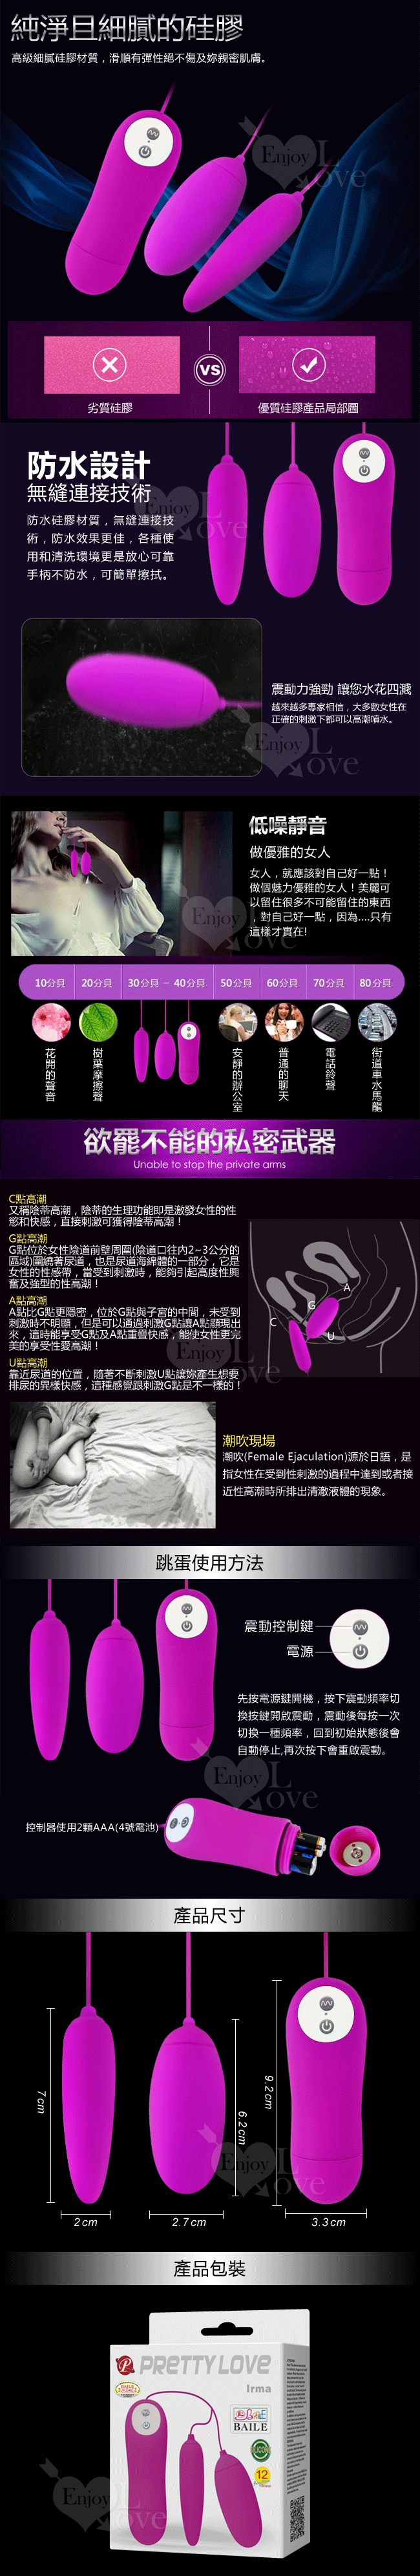 純淨且細膩的硅膠
高級細膩硅膠材質，滑順有彈性絕不傷及妳親密肌膚。
Enjoy Love
VS
劣質硅膠
優質硅膠產品局部圖
防水設計
無縫連接技術
防水硅膠材質，無縫連接技
術，防水效果更佳，各種使
用和清洗環境更是放心可靠
手柄不防水，可簡單擦拭。
Enjoy Love
震動力強勁 讓您水花四濺
越來越多專家相信，大多數女性在
正確的刺激下都可以高潮噴水。
Enjoy Love
低噪靜音
做優雅的女人
女人，就應該對自己好一點！
做個魅力優雅的女人！美麗可
以留住很多不可能留住的東西
，對自己好一點，因為....只有
這樣才實在!
Enjoy Love
10分貝
20分貝
30分貝 － 40分貝
50分貝
60分貝
70分貝
80分貝
花開的聲音
樹葉摩擦聲
安靜的辦公室
普通的聊天
電話鈴聲
街道車水馬龍
欲罷不能的私密武器
Unable to stop the private arms
C點高潮
又稱陰蒂高潮，陰蒂的生理功能即是激發女性的性
慾和快感，直接刺激可獲得陰蒂高潮！
G點高潮
G點位於女性陰道前壁周圍(陰道口往內2~3公分的
區域)圍繞著尿道，也是尿道海綿體的一部分，它是
女性的性感帶，當受到刺激時，能夠引起高度性興
奮及強型的性高潮！
A點高潮
A點比G點更隱密，位於G點與子宮的中間，未受到
刺激時不明顯，但是可以通過刺激G點讓A點顯現出
來，這時能享受G點及A點重疊快感，能使女性更完
美的享受性愛高潮！
U點高潮
靠近尿道的位置，隨著不斷刺激U點讓妳產生想要
排尿的異樣快感，這種感覺跟刺激G點是不一樣的！
A
G
C
U
Enjoy Love
潮吹現場
潮吹(Female Ejaculation)源於日語，是
指女性在受到性刺激的過程中達到或者接
近性高潮時所排出清澈液體的現象。
跳蛋使用方法
震動控制鍵
電源
先按電源鍵開機，按下震動頻率切
換按鍵開啟震動，震動後每按一次
切換一種頻率，回到初始狀態後會
自動停止,再次按下會重啟震動。
Enjoy Love
控制器使用2顆AAA(4號電池)
產品尺寸
7 cm
6.2 cm
9.2 cm
2 cm
2.7 cm
3.3 cm
Enjoy Love
產品包裝
PRETTY LOVE
Irma
BAILE
12
Enjoy Love